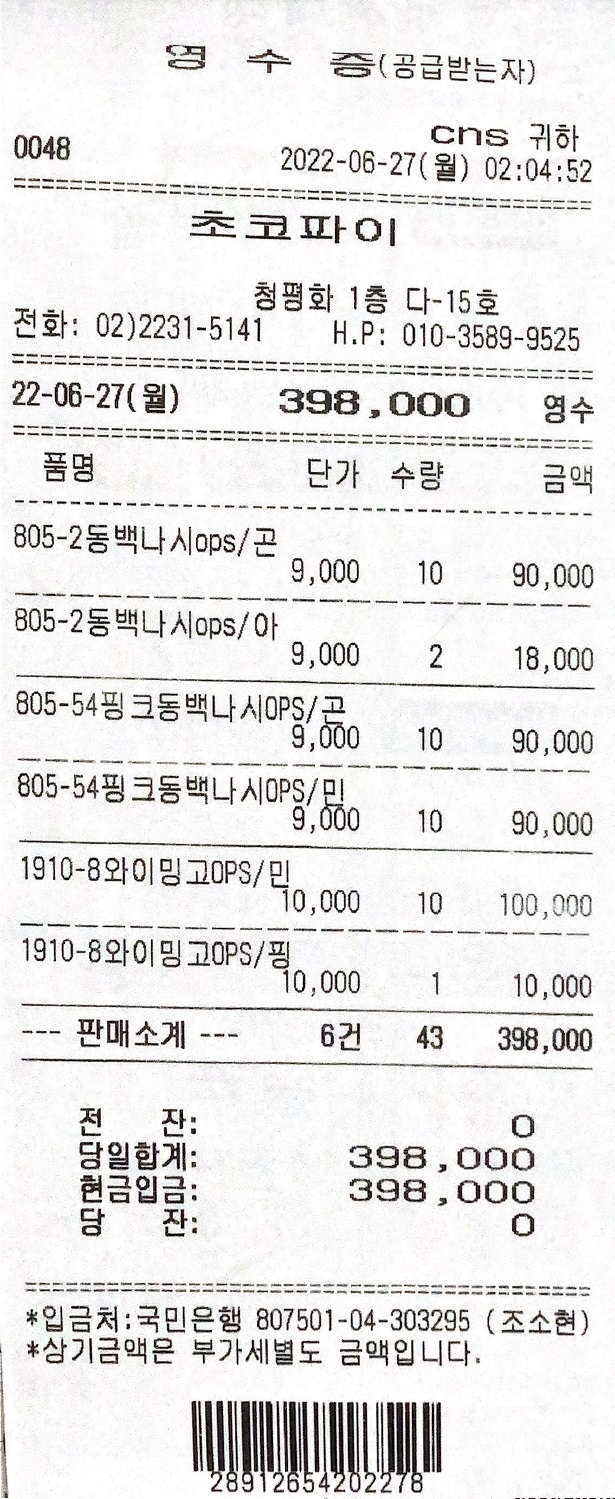 영 수 증(공급받는자)
cns 귀하
0048 2022-06-27(월) 02:04:52
초코파이
청평화 1층 다-15호
전화: 02)2231-5141 H.P: 010-3589-9525
22-06-27(월) 398,000 영수
품명 단가 수량 금액
805-2동백나시ops/곤
9,000 10 90,000
805-2동백나시ops/아
9,000 2 18,000
805-54핑크동백나시OPS/곤
9,000 10 90,000
805-54핑크동백나시OPS/민
9,000 10 90,000
1910-8와이밍고OPS/민
10,000 10 100,000
1910-8와이밍고OPS/핑
10,000 1 10,000
--- 판매소계 --- 6건 43 398,000
전 잔: 0
당일합계: 398,000
현금입금: 398,000
당 잔: 0
*입금처:국민은행 807501-04-303295 (조소현)
*상기금액은 부가세별도 금액입니다.
28912654202278